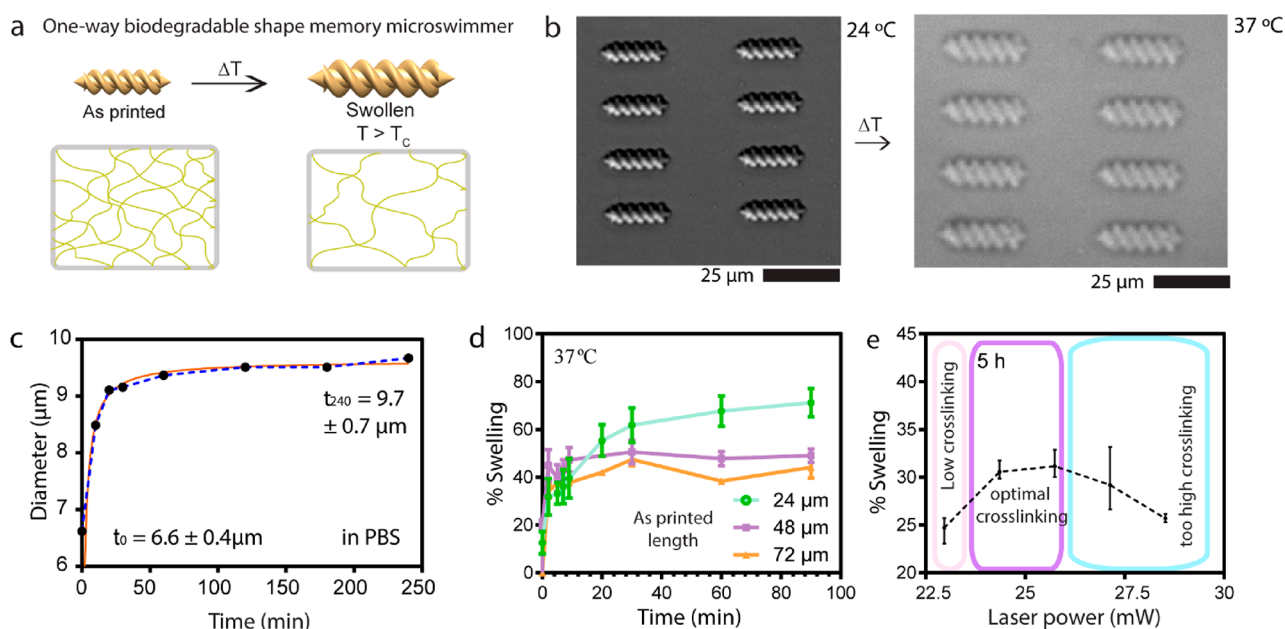 a
One-way biodegradable shape memory microswimmer
ΔT
As printed
Swollen
T > Tc
b
24 ºC
37 ºC
ΔT
25 µm
25 µm
c
10
9
8
7
6
Diameter (µm)
t240 = 9.7
± 0.7 µm
t0 = 6.6 ± 0.4µm
in PBS
0 50 100 150 200 250
Time (min)
d
100
80
60
40
20
0
% Swelling
37 ºC
As printed
length
24 µm
48 µm
72 µm
0 20 40 60 80 100
Time (min)
e
45
40
35
30
25
20
% Swelling
Low crosslinking
5 h
optimal
crosslinking
too high crosslinking
22.5 25 27.5 30
Laser power (mW)